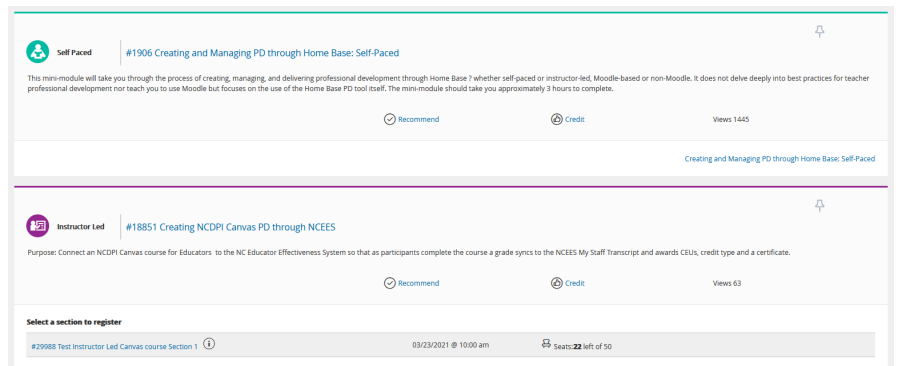 Self Paced
#1906 Creating and Managing PD through Home Base: Self-Paced
This mini-module will take you through the process of creating, managing, and delivering professional development through Home Base ? whether self-paced or instructor-led, Moodle-based or non-Moodle. It does not delve deeply into best practices for teacher
professional development nor teach you to use Moodle but focuses on the use of the Home Base PD tool itself. The mini-module should take you approximately 3 hours to complete.
Recommend Credit Views 1445
Creating and Managing PD through Home Base: Self-Paced
Instructor Led
#18851 Creating NCDPI Canvas PD through NCEES
Purpose: Connect an NCDPI Canvas course for Educators to the NC Educator Effectiveness System so that as participants complete the course a grade syncs to the NCEES My Staff Transcript and awards CEUs, credit type and a certificate.
Recommend Credit Views 63
Select a section to register
#29988 Test Instructor Led Canvas course Section 1 03/23/2021 @ 10:00 am Seats:22 left of 50